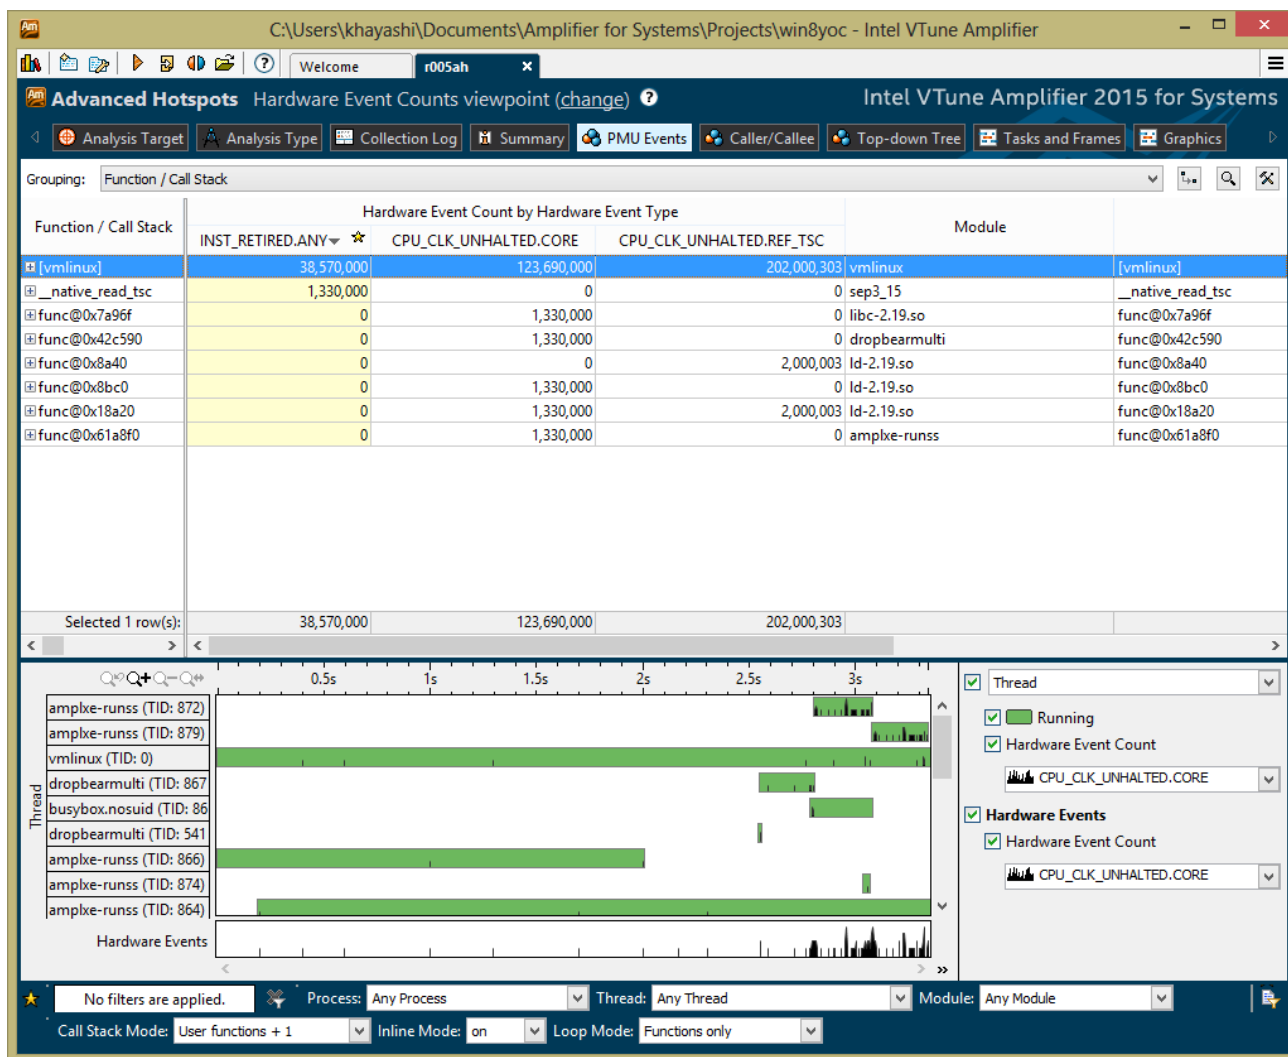 C:\Users\khayashi\Documents\Amplifier for Systems\Projects\win8yoc - Intel VTune Amplifier
Welcome r005ah
Advanced Hotspots Hardware Event Counts viewpoint (change) Intel VTune Amplifier 2015 for Systems
Analysis Target Analysis Type Collection Log Summary PMU Events Caller/Callee Top-down Tree Tasks and Frames Graphics
Grouping: Function / Call Stack
Function / Call Stack Hardware Event Count by Hardware Event Type Module
INST_RETIRED.ANY CPU_CLK_UNHALTED.CORE CPU_CLK_UNHALTED.REF_TSC
[vmlinux] 38,570,000 123,690,000 202,000,303 vmlinux [vmlinux]
__native_read_tsc 1,330,000 0 0 sep3_15 __native_read_tsc
func@0x7a96f 0 1,330,000 0 libc-2.19.so func@0x7a96f
func@0x42c590 0 1,330,000 0 dropbearmulti func@0x42c590
func@0x8a40 0 0 2,000,003 ld-2.19.so func@0x8a40
func@0x8bc0 0 1,330,000 0 ld-2.19.so func@0x8bc0
func@0x18a20 0 1,330,000 2,000,003 ld-2.19.so func@0x18a20
func@0x61a8f0 0 1,330,000 0 amplxe-runss func@0x61a8f0
Selected 1 row(s): 38,570,000 123,690,000 202,000,303
0.5s 1s 1.5s 2s 2.5s 3s
Thread
amplxe-runss (TID: 872)
amplxe-runss (TID: 879)
vmlinux (TID: 0)
dropbearmulti (TID: 867
busybox.nosuid (TID: 86
dropbearmulti (TID: 541
amplxe-runss (TID: 866)
amplxe-runss (TID: 874)
amplxe-runss (TID: 864)
Hardware Events
Thread
Running
Hardware Event Count
CPU_CLK_UNHALTED.CORE
Hardware Events
Hardware Event Count
CPU_CLK_UNHALTED.CORE
No filters are applied. Process: Any Process Thread: Any Thread Module: Any Module
Call Stack Mode: User functions + 1 Inline Mode: on Loop Mode: Functions only